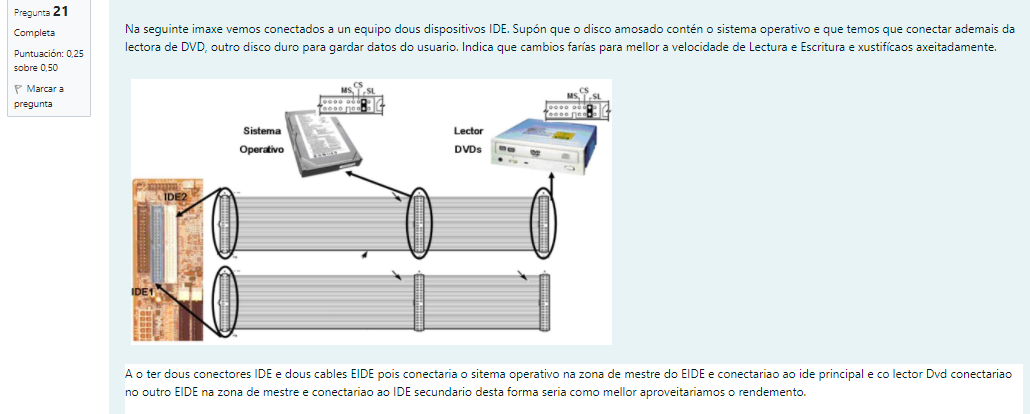 Pregunta 21
Completa
Puntuación: 0,25
sobre 0,50
Marcar a
pregunta
Na seguinte imaxe vemos conectados a un equipo dous dispositivos IDE. Supón que o disco amosado contén o sistema operativo e que temos que conectar ademais da
lectora de DVD, outro disco duro para gardar datos do usuario. Indica que cambios farías para mellor a velocidade de Lectura e Escritura e xustifícaos axeitadamente.
MS CS SL
MS CS SL
Sistema
Operativo
Lector
DVDs
IDE2
IDE1
A o ter dous conectores IDE e dous cables EIDE pois conectaria o sitema operativo na zona de mestre do EIDE e conectariao ao ide principal e co lector Dvd conectariao
no outro EIDE na zona de mestre e conectariao ao IDE secundario desta forma seria como mellor aproveitariamos o rendemento.